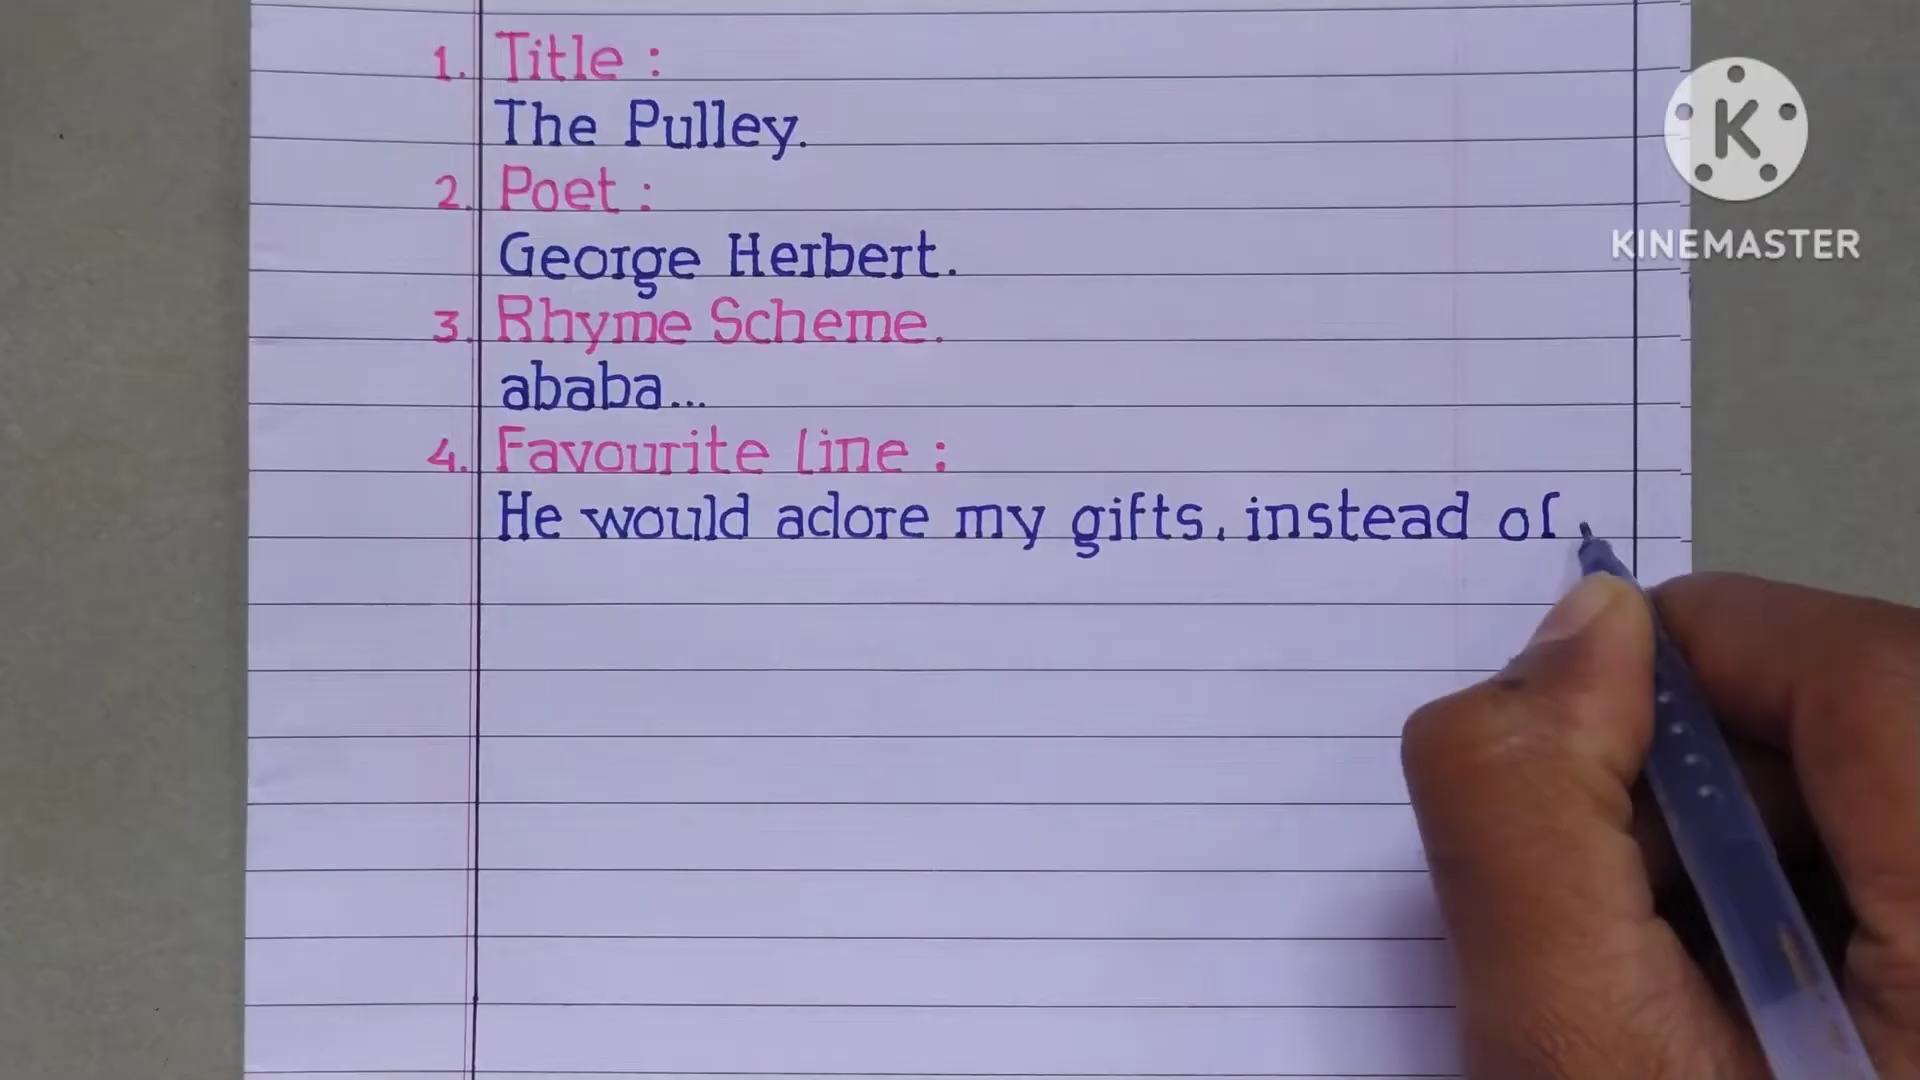 1. Title :
The Pulley.
2. Poet :
George Herbert.
3. Rhyme Scheme.
ababa...
4. Favourite Line :
He would adore my gifts, instead of
K
KINEMASTER